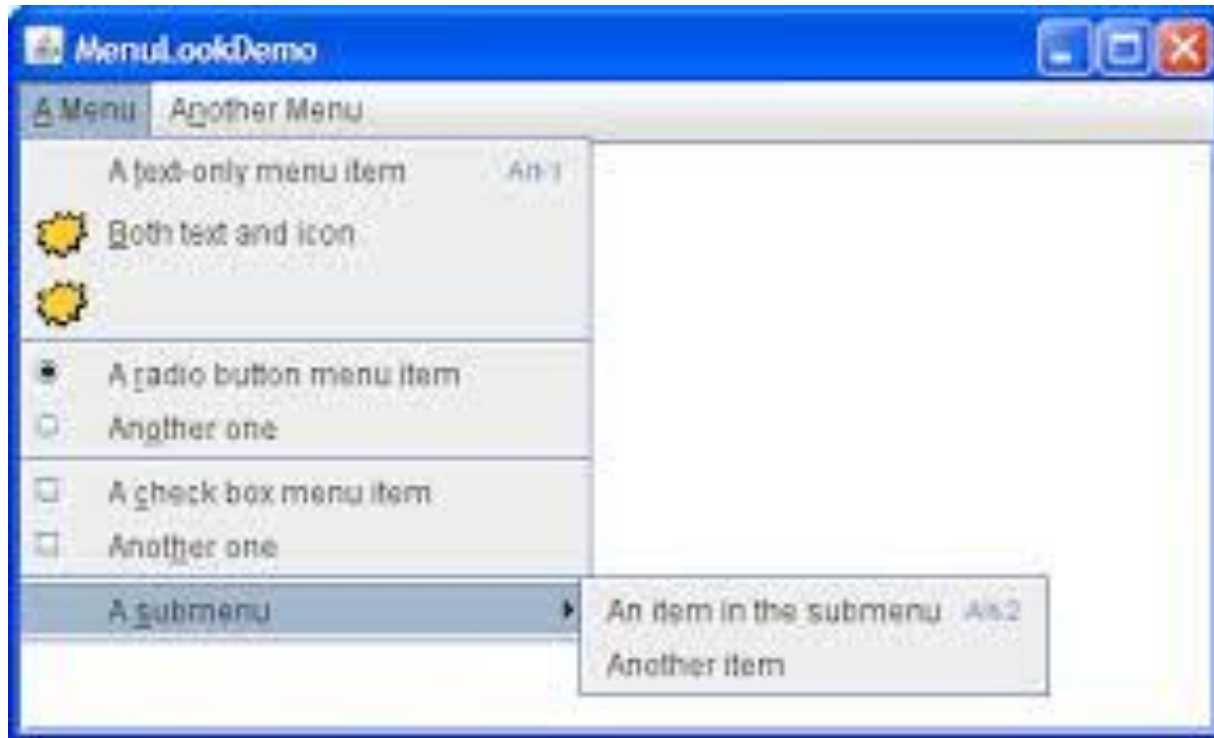 MenuLookDemo
A Menu Another Menu
A text-only menu item Alt-1
Both text and icon
A radio button menu item
Another one
A check box menu item
Another one
A submenu
An item in the submenu Alt-2
Another item